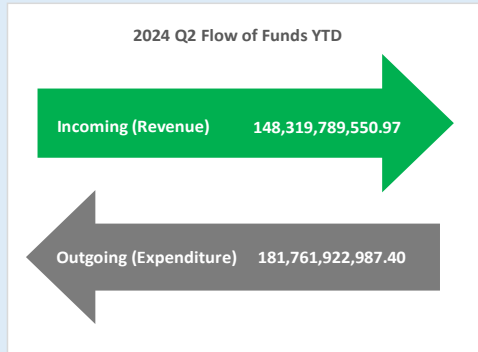 2024 Q2 Flow of Funds YTD
Incoming (Revenue) 148,319,789,550.97
Outgoing (Expenditure) 181,761,922,987.40